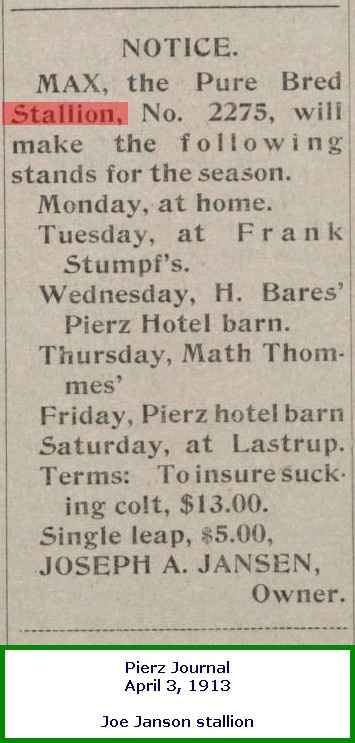 NOTICE.
MAX, the Pure Bred
Stallion, No. 2275, will
make the following
stands for the season.
Monday, at home.
Tuesday, at Frank
Stumpf's.
Wednesday, H. Bares'
Pierz Hotel barn.
Thursday, Math Thom-
mes'
Friday, Pierz hotel barn
Saturday, at Lastrup.
Terms: To insure suck-
ing colt, $13.00.
Single leap, $5.00,
JOSEPH A. JANSEN,
Owner.
Pierz Journal
April 3, 1913
Joe Janson stallion